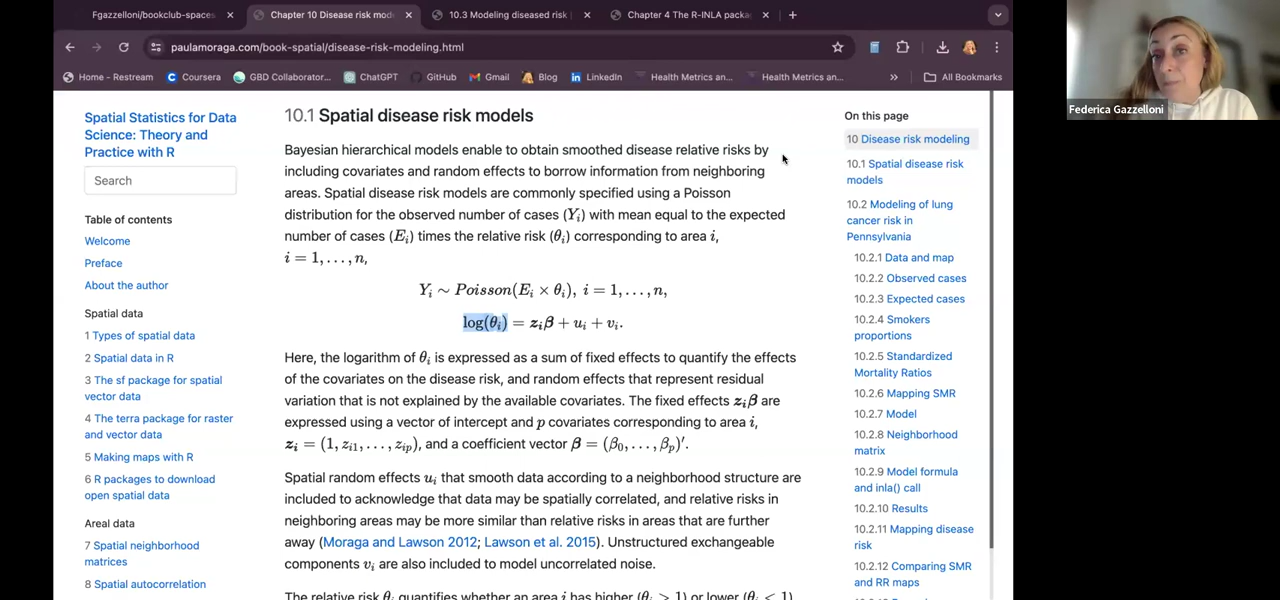 Fgazzelloni/bookclub-spaces
Chapter 10 Disease risk mod
10.3 Modeling diseased risk
Chapter 4 The R-INLA packa
paulamoraga.com/book-spatial/disease-risk-modeling.html
Home - Restream
Coursera
GBD Collaborator...
ChatGPT
GitHub
Gmail
Blog
LinkedIn
Health Metrics an...
Health Metrics an...
»
All Bookmarks
Federica Gazzelloni
Spatial Statistics for Data
Science: Theory and
Practice with R
Search
Table of contents
Welcome
Preface
About the author
Spatial data
1 Types of spatial data
2 Spatial data in R
3 The sf package for spatial
vector data
4 The terra package for raster
and vector data
5 Making maps with R
6 R packages to download
open spatial data
Areal data
7 Spatial neighborhood
matrices
8 Spatial autocorrelation
10.1 Spatial disease risk models
Bayesian hierarchical models enable to obtain smoothed disease relative risks by
including covariates and random effects to borrow information from neighboring
areas. Spatial disease risk models are commonly specified using a Poisson
distribution for the observed number of cases (Yᵢ) with mean equal to the expected
number of cases (Eᵢ) times the relative risk (θᵢ) corresponding to area i,
i = 1, . . . , n,
Yᵢ ∼ Poisson(Eᵢ × θᵢ), i = 1, . . . , n,
log(θᵢ) = zᵢβ + uᵢ + vᵢ.
Here, the logarithm of θᵢ is expressed as a sum of fixed effects to quantify the effects
of the covariates on the disease risk, and random effects that represent residual
variation that is not explained by the available covariates. The fixed effects zᵢβ are
expressed using a vector of intercept and p covariates corresponding to area i,
zᵢ = (1, zᵢ₁, . . . , zᵢₚ), and a coefficient vector β = (β₀, . . . , βₚ)′.
Spatial random effects uᵢ that smooth data according to a neighborhood structure are
included to acknowledge that data may be spatially correlated, and relative risks in
neighboring areas may be more similar than relative risks in areas that are further
away (Moraga and Lawson 2012; Lawson et al. 2015). Unstructured exchangeable
components vᵢ are also included to model uncorrelated noise.
The relative risk θᵢ quantifies whether an area i has higher (θᵢ > 1) or lower (θᵢ < 1)
On this page
10 Disease risk modeling
10.1 Spatial disease risk
models
10.2 Modeling of lung
cancer risk in
Pennsylvania
10.2.1 Data and map
10.2.2 Observed cases
10.2.3 Expected cases
10.2.4 Smokers
proportions
10.2.5 Standardized
Mortality Ratios
10.2.6 Mapping SMR
10.2.7 Model
10.2.8 Neighborhood
matrix
10.2.9 Model formula
and inla() call
10.2.10 Results
10.2.11 Mapping disease
risk
10.2.12 Comparing SMR
and RR maps